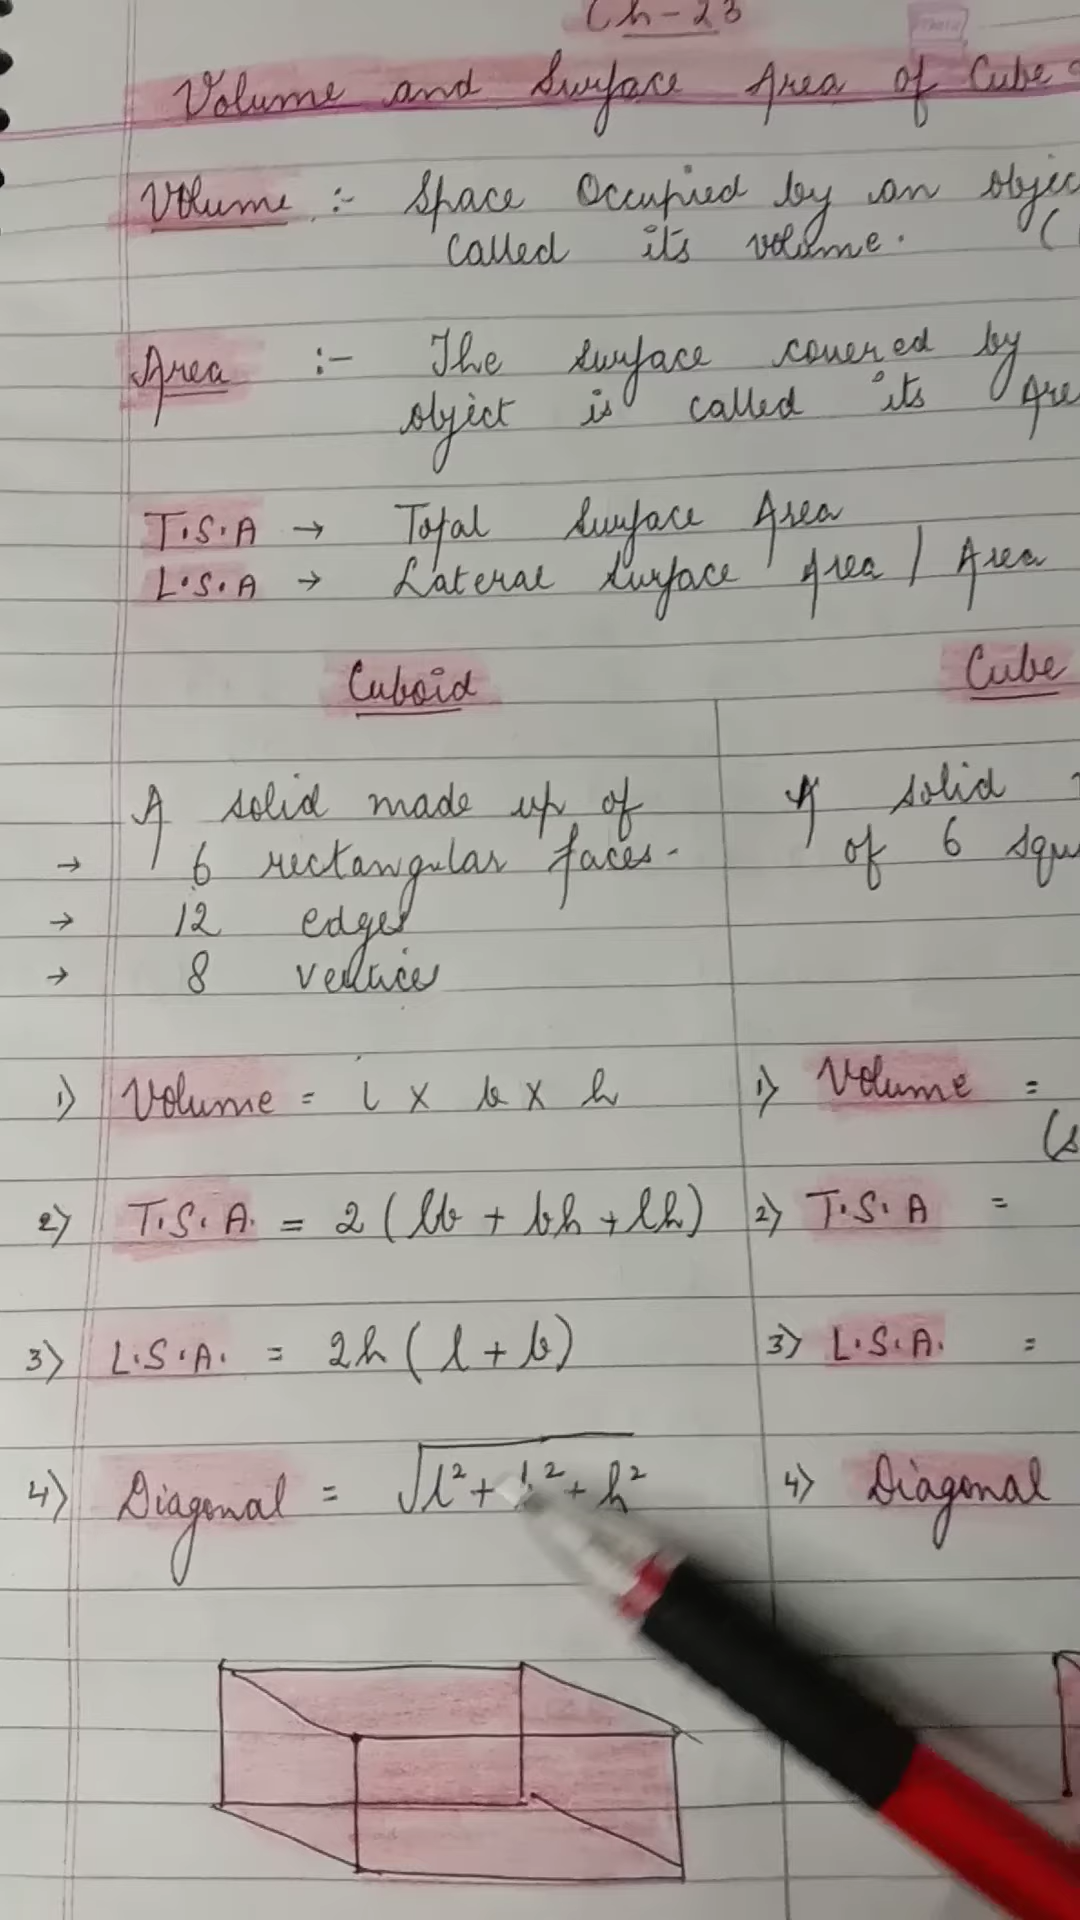 Ch-23
Volume and Surface Area of Cube
Volume :- Space Occupied by an objec
called its volume. (
Area :- The surface covered by
object is called its Are
T.S.A → Total Surface Area
L.S.A → Lateral Surface Area / Area
Cuboid
A solid made up of
→ 6 rectangular faces.
→ 12 edges
→ 8 vertices
1) Volume = l x b x h
2) T.S.A. = 2(lb + bh + lh)
3) L.S.A. = 2h(l + b)
4) Diagonal = √l² + b² + h²
Cube
A solid
of 6 squ
1) Volume =
(s
2) T.S.A =
3) L.S.A. =
4) Diagonal